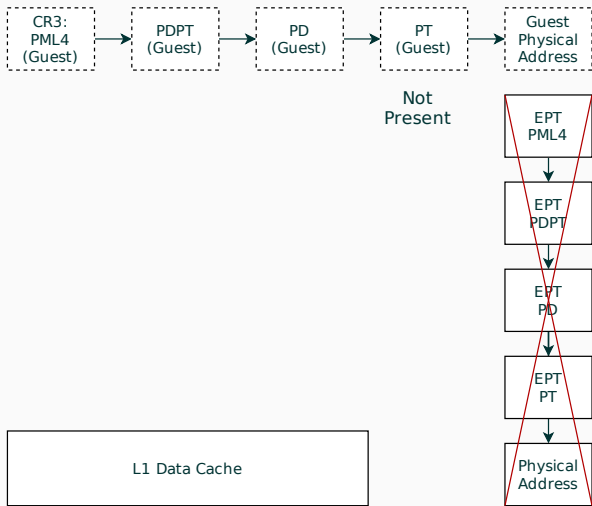 CR3:
PML4
(Guest)
PDPT
(Guest)
PD
(Guest)
PT
(Guest)
Guest
Physical
Address
Not
Present
EPT
PML4
EPT
PDPT
EPT
PD
EPT
PT
L1 Data Cache
Physical
Address